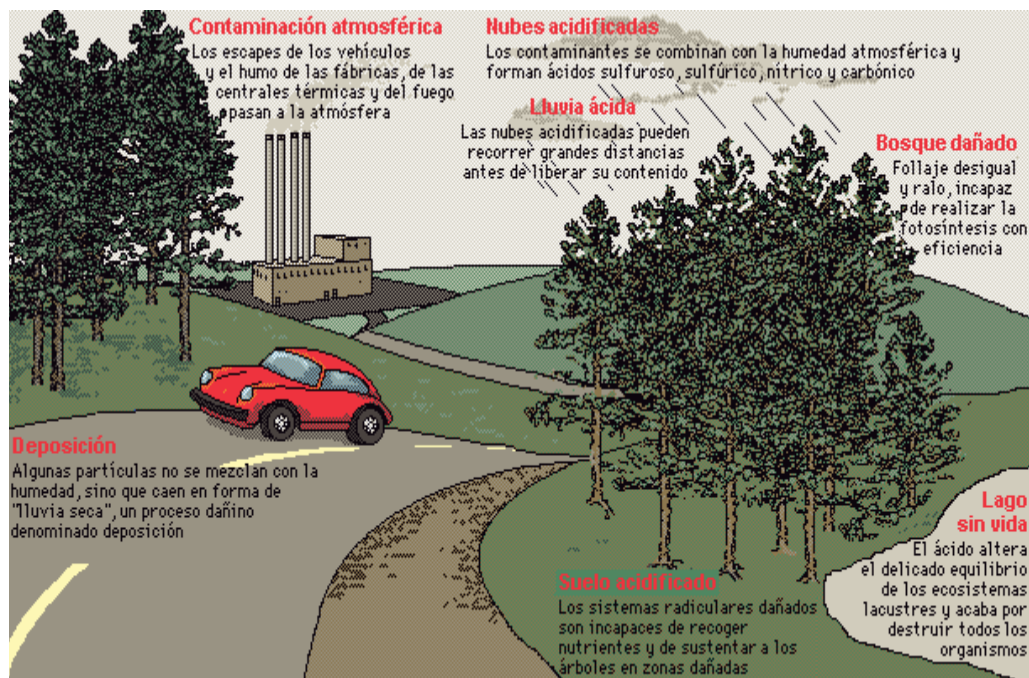 Contaminación atmosférica
Los escapes de los vehículos
y el humo de las fábricas, de las
centrales térmicas y del fuego
pasan a la atmósfera
Nubes acidificadas
Los contaminantes se combinan con la humedad atmosférica y
forman ácidos sulfuroso, sulfúrico, nítrico y carbónico
Lluvia ácida
Las nubes acidificadas pueden
recorrer grandes distancias
antes de liberar su contenido
Bosque dañado
Follaje desigual
y ralo, incapaz
de realizar la
fotosíntesis con
eficiencia
Deposición
Algunas partículas no se mezclan con la
humedad, sino que caen en forma de
"lluvia seca", un proceso dañino
denominado deposición
Suelo acidificado
Los sistemas radiculares dañados
son incapaces de recoger
nutrientes y de sustentar a los
árboles en zonas dañadas
Lago
sin vida
El ácido altera
el delicado equilibrio
de los ecosistemas
lacustres y acaba por
destruir todos los
organismos